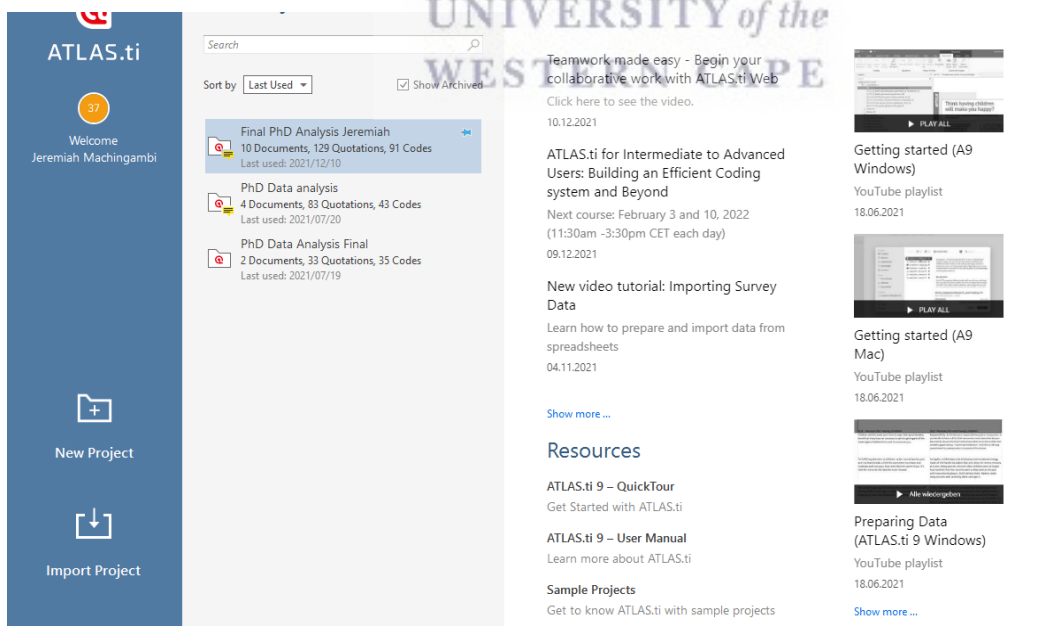 UNIVERSITY of the
WESTERN CAPE
ATLAS.ti
37
Welcome
Jeremiah Machingambi
New Project
Import Project
Search
Sort by Last Used
Show Archived
Final PhD Analysis Jeremiah
10 Documents, 129 Quotations, 91 Codes
Last used: 2021/12/10
PhD Data analysis
4 Documents, 83 Quotations, 43 Codes
Last used: 2021/07/20
PhD Data Analysis Final
2 Documents, 33 Quotations, 35 Codes
Last used: 2021/07/19
Teamwork made easy - Begin your
collaborative work with ATLAS.ti Web
Click here to see the video.
10.12.2021
ATLAS.ti for Intermediate to Advanced
Users: Building an Efficient Coding
system and Beyond
Next course: February 3 and 10, 2022
(11:30am -3:30pm CET each day)
09.12.2021
New video tutorial: Importing Survey
Data
Learn how to prepare and import data from
spreadsheets
04.11.2021
Show more ...
Resources
ATLAS.ti 9 – QuickTour
Get Started with ATLAS.ti
ATLAS.ti 9 – User Manual
Learn more about ATLAS.ti
Sample Projects
Get to know ATLAS.ti with sample projects
Think having children
will make you happy?
PLAY ALL
Getting started (A9
Windows)
YouTube playlist
18.06.2021
PLAY ALL
Getting started (A9
Mac)
YouTube playlist
18.06.2021
Alle wiedergeben
Preparing Data
(ATLAS.ti 9 Windows)
YouTube playlist
18.06.2021
Show more ...